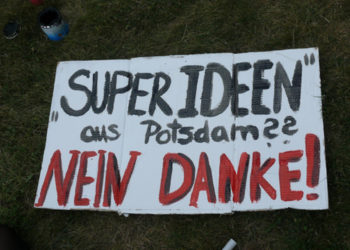 "SUPER IDEEN"
aus Potsdam??
NEIN DANKE!